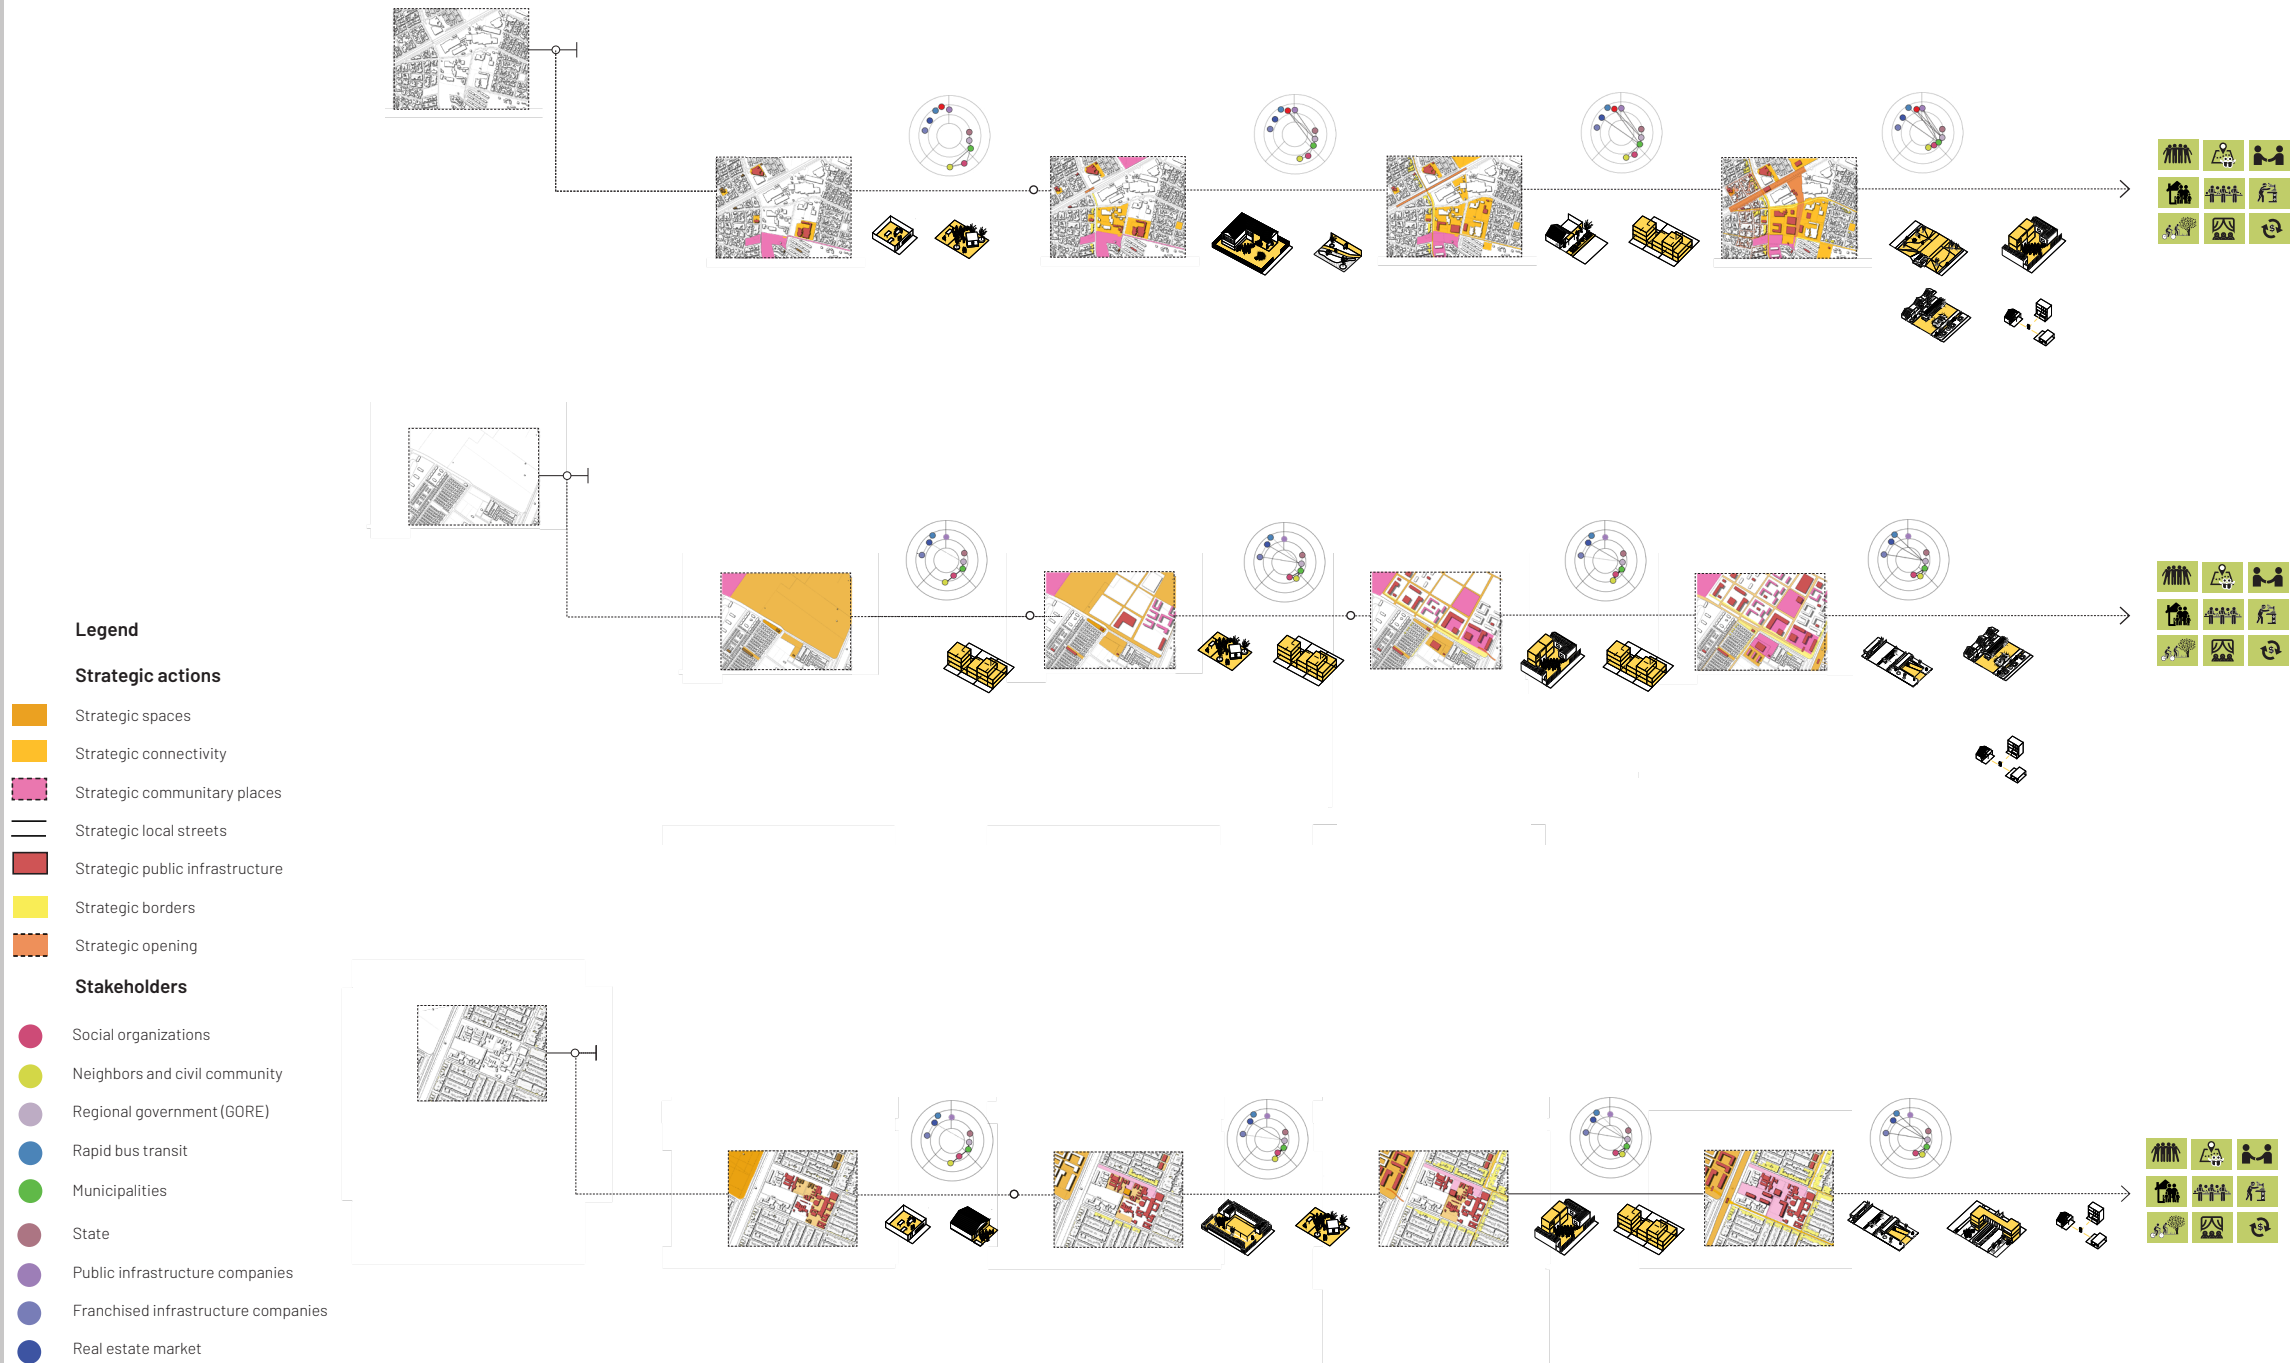 Legend
Strategic actions
Strategic spaces
Strategic connectivity
Strategic communitary places
Strategic local streets
Strategic public infrastructure
Strategic borders
Strategic opening
Stakeholders
Social organizations
Neighbors and civil community
Regional government (GORE)
Rapid bus transit
Municipalities
State
Public infrastructure companies
Franchised infrastructure companies
Real estate market